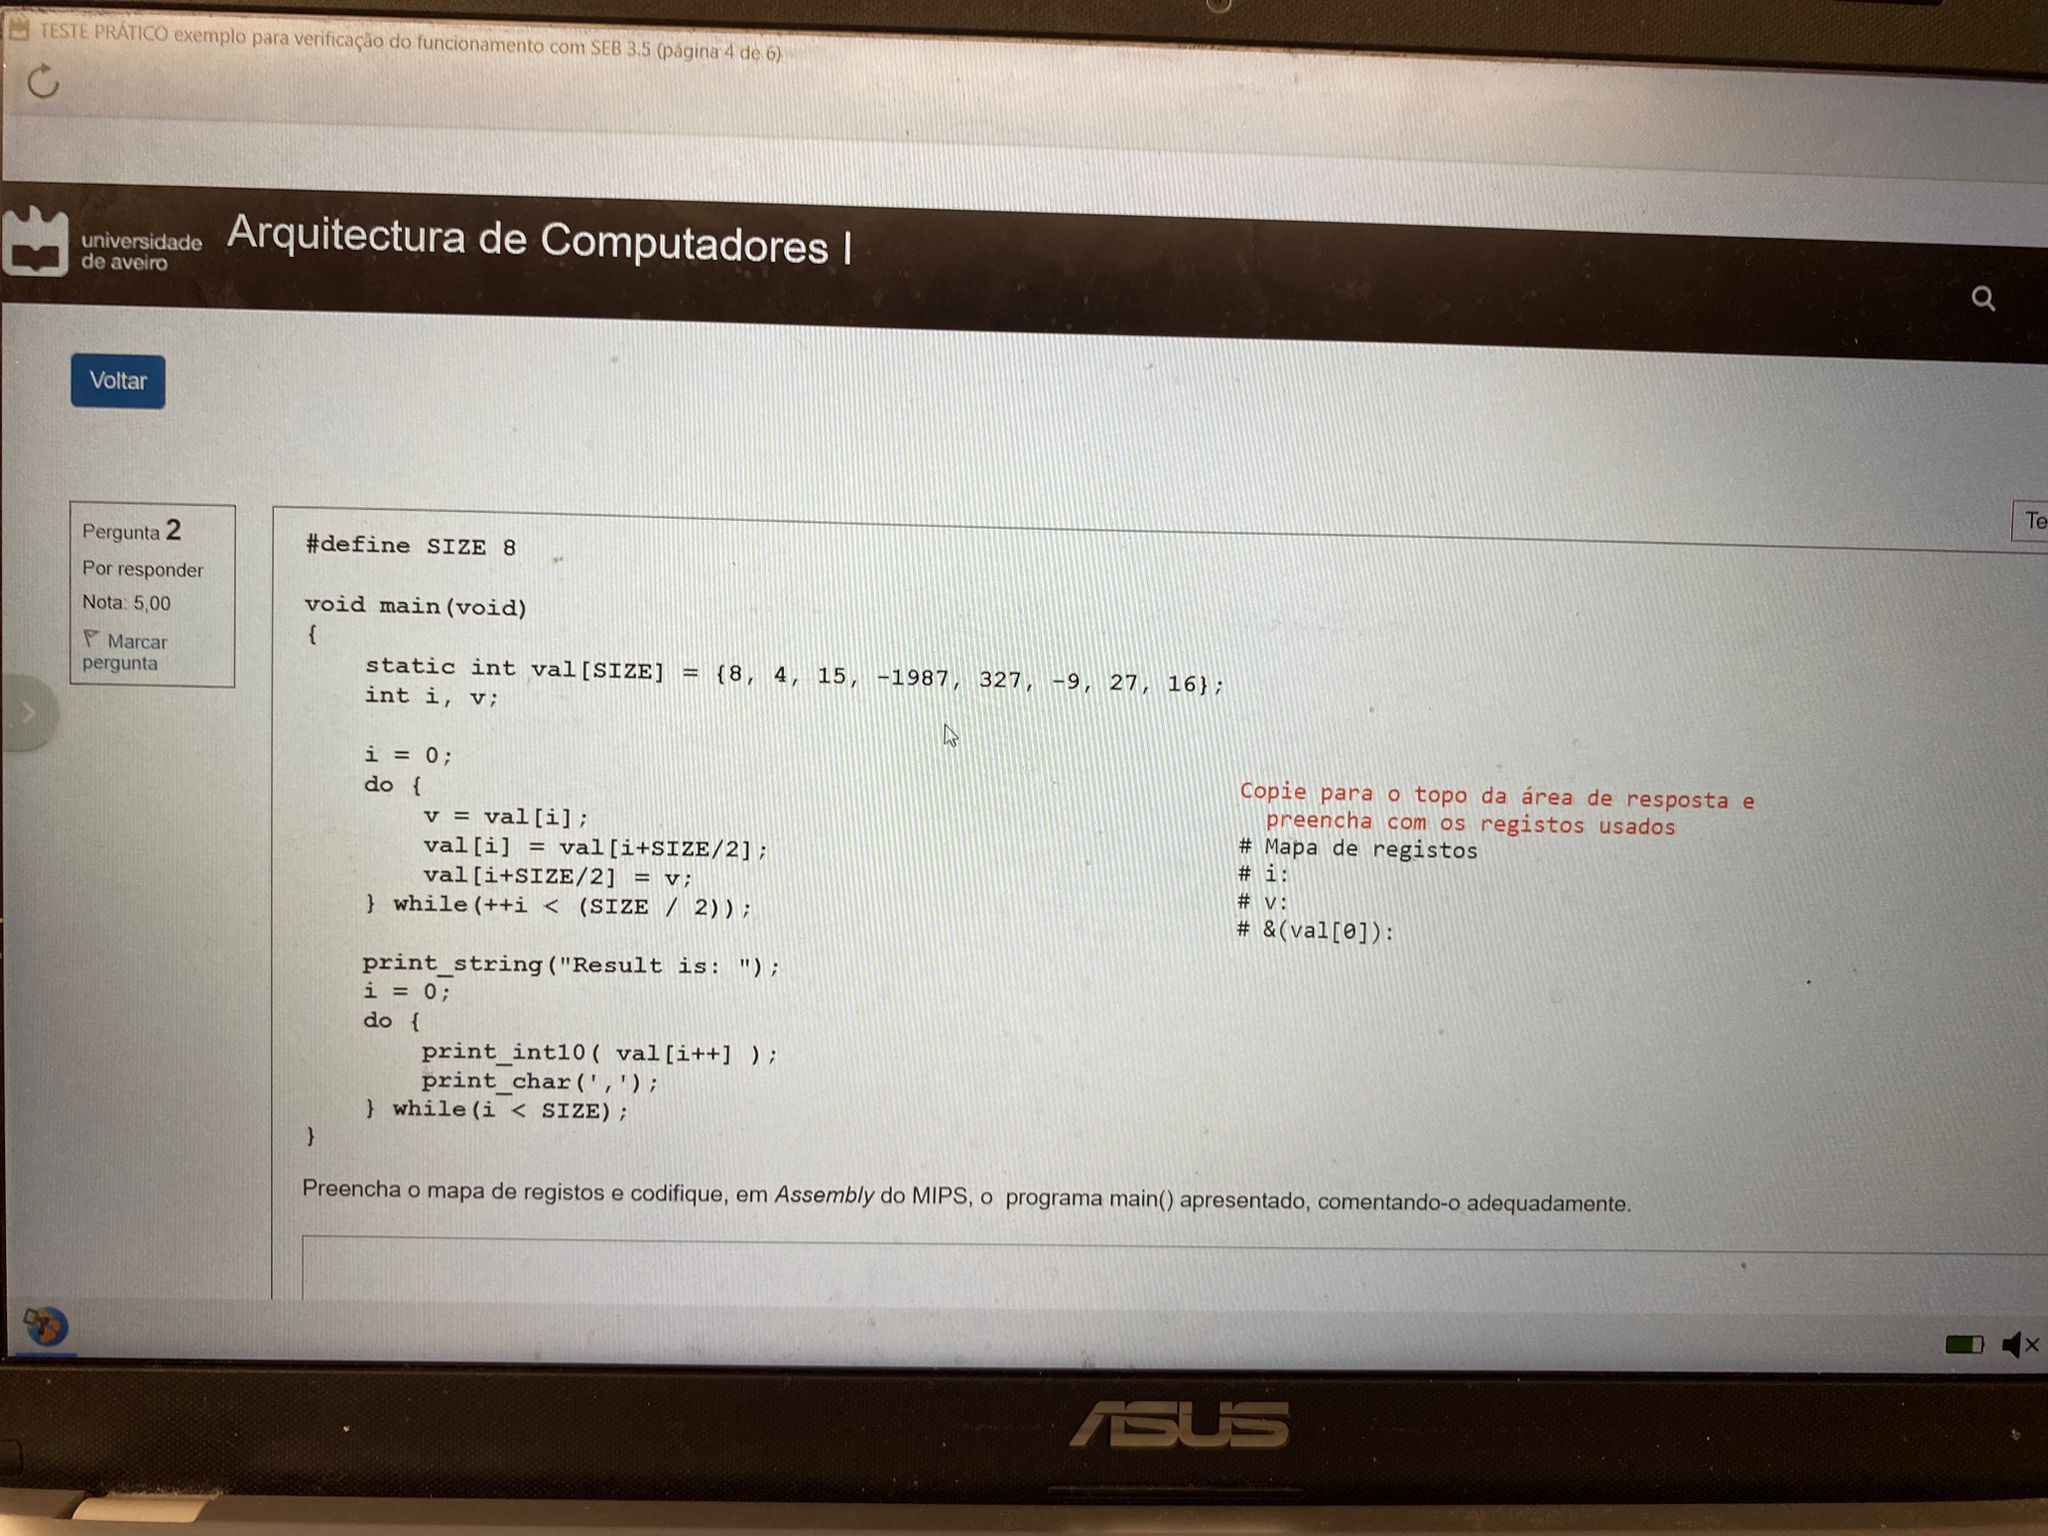 TESTE PRÁTICO exemplo para verificação do funcionamento com SEB 3.5 (página 4 de 6)
universidade de aveiro
Arquitectura de Computadores I
Voltar
Pergunta 2
Por responder
Nota: 5,00
Marcar
pergunta
Te
#define SIZE 8
void main(void)
{
static int val[SIZE] = {8, 4, 15, -1987, 327, -9, 27, 16};
int i, v;
i = 0;
do {
v = val[i];
val[i] = val[i+SIZE/2];
val[i+SIZE/2] = v;
} while(++i < (SIZE / 2));
print_string("Result is: ");
i = 0;
do {
print_int10( val[i++] );
print_char(',');
} while(i < SIZE);
}
Copie para o topo da área de resposta e
preencha com os registos usados
# Mapa de registos
# i:
# v:
# &(val[0]):
Preencha o mapa de registos e codifique, em Assembly do MIPS, o programa main() apresentado, comentando-o adequadamente.
ASUS